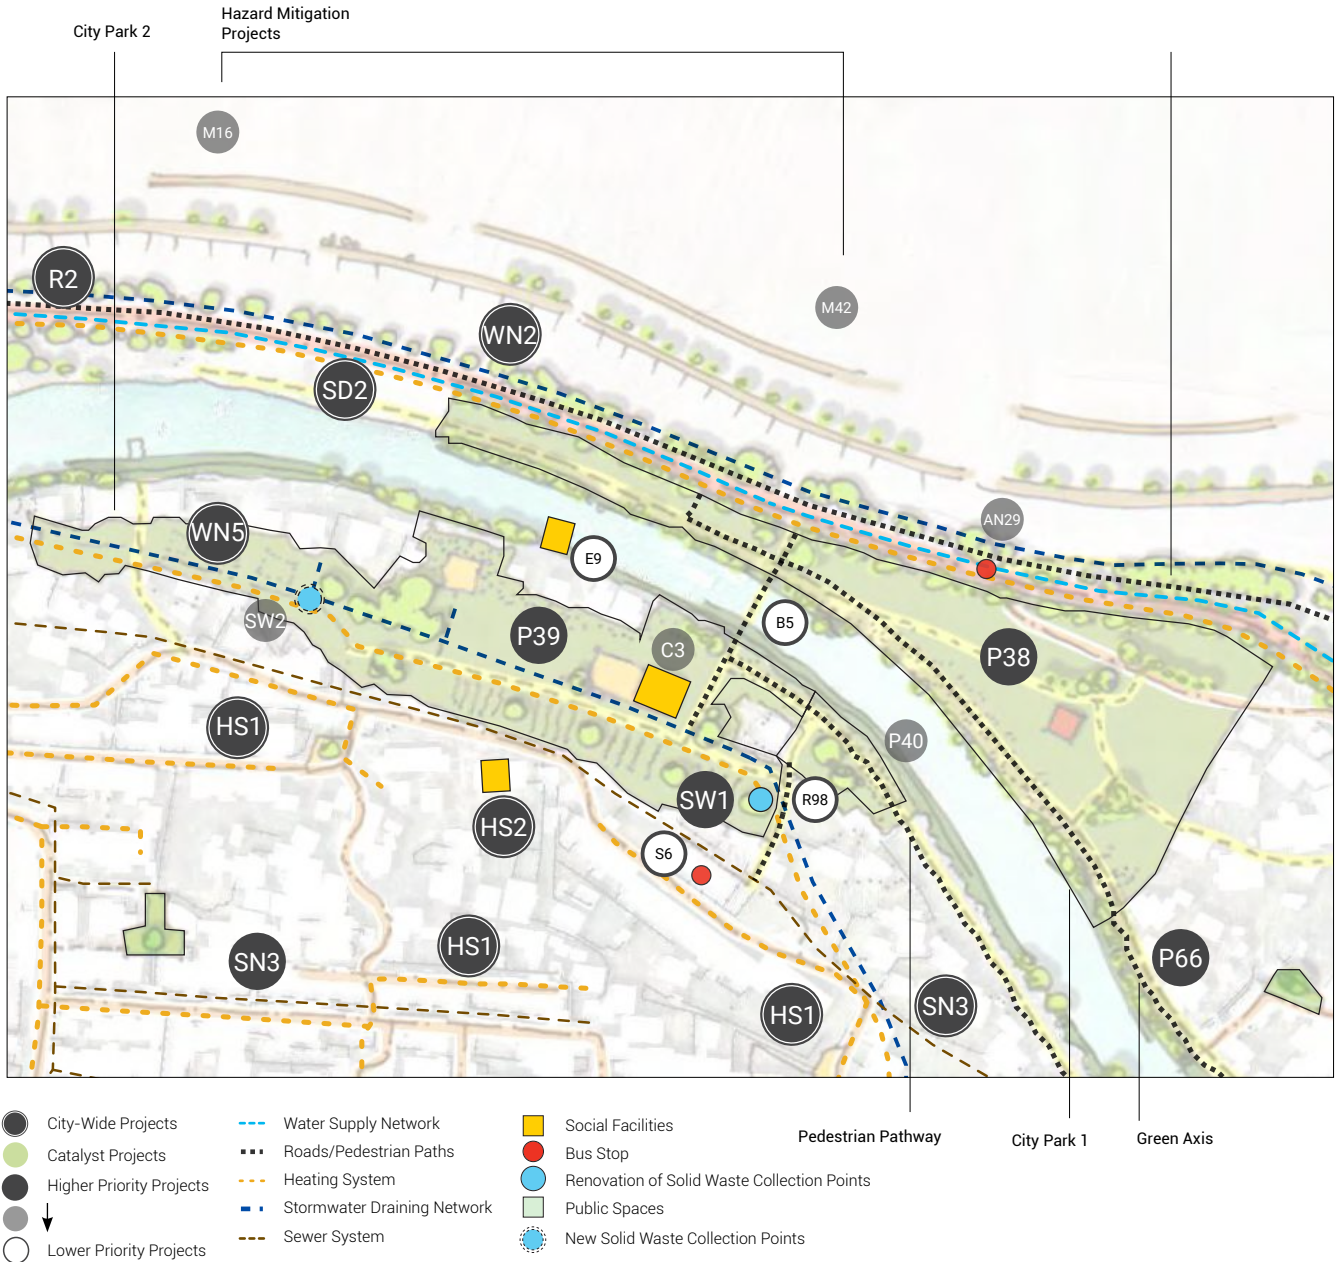 Hazard Mitigation
Projects
City Park 2
M16
R2
M42
WN2
SD2
AN29
WN5
E9
SW2
P39
B5
C3
P38
HS1
P40
SW1
R98
HS2
S6
HS1
SN3
P66
HS1
SN3
Pedestrian Pathway
City Park 1
Green Axis
City-Wide Projects
Catalyst Projects
Higher Priority Projects
Lower Priority Projects
Water Supply Network
Roads/Pedestrian Paths
Heating System
Stormwater Draining Network
Sewer System
Social Facilities
Bus Stop
Renovation of Solid Waste Collection Points
Public Spaces
New Solid Waste Collection Points